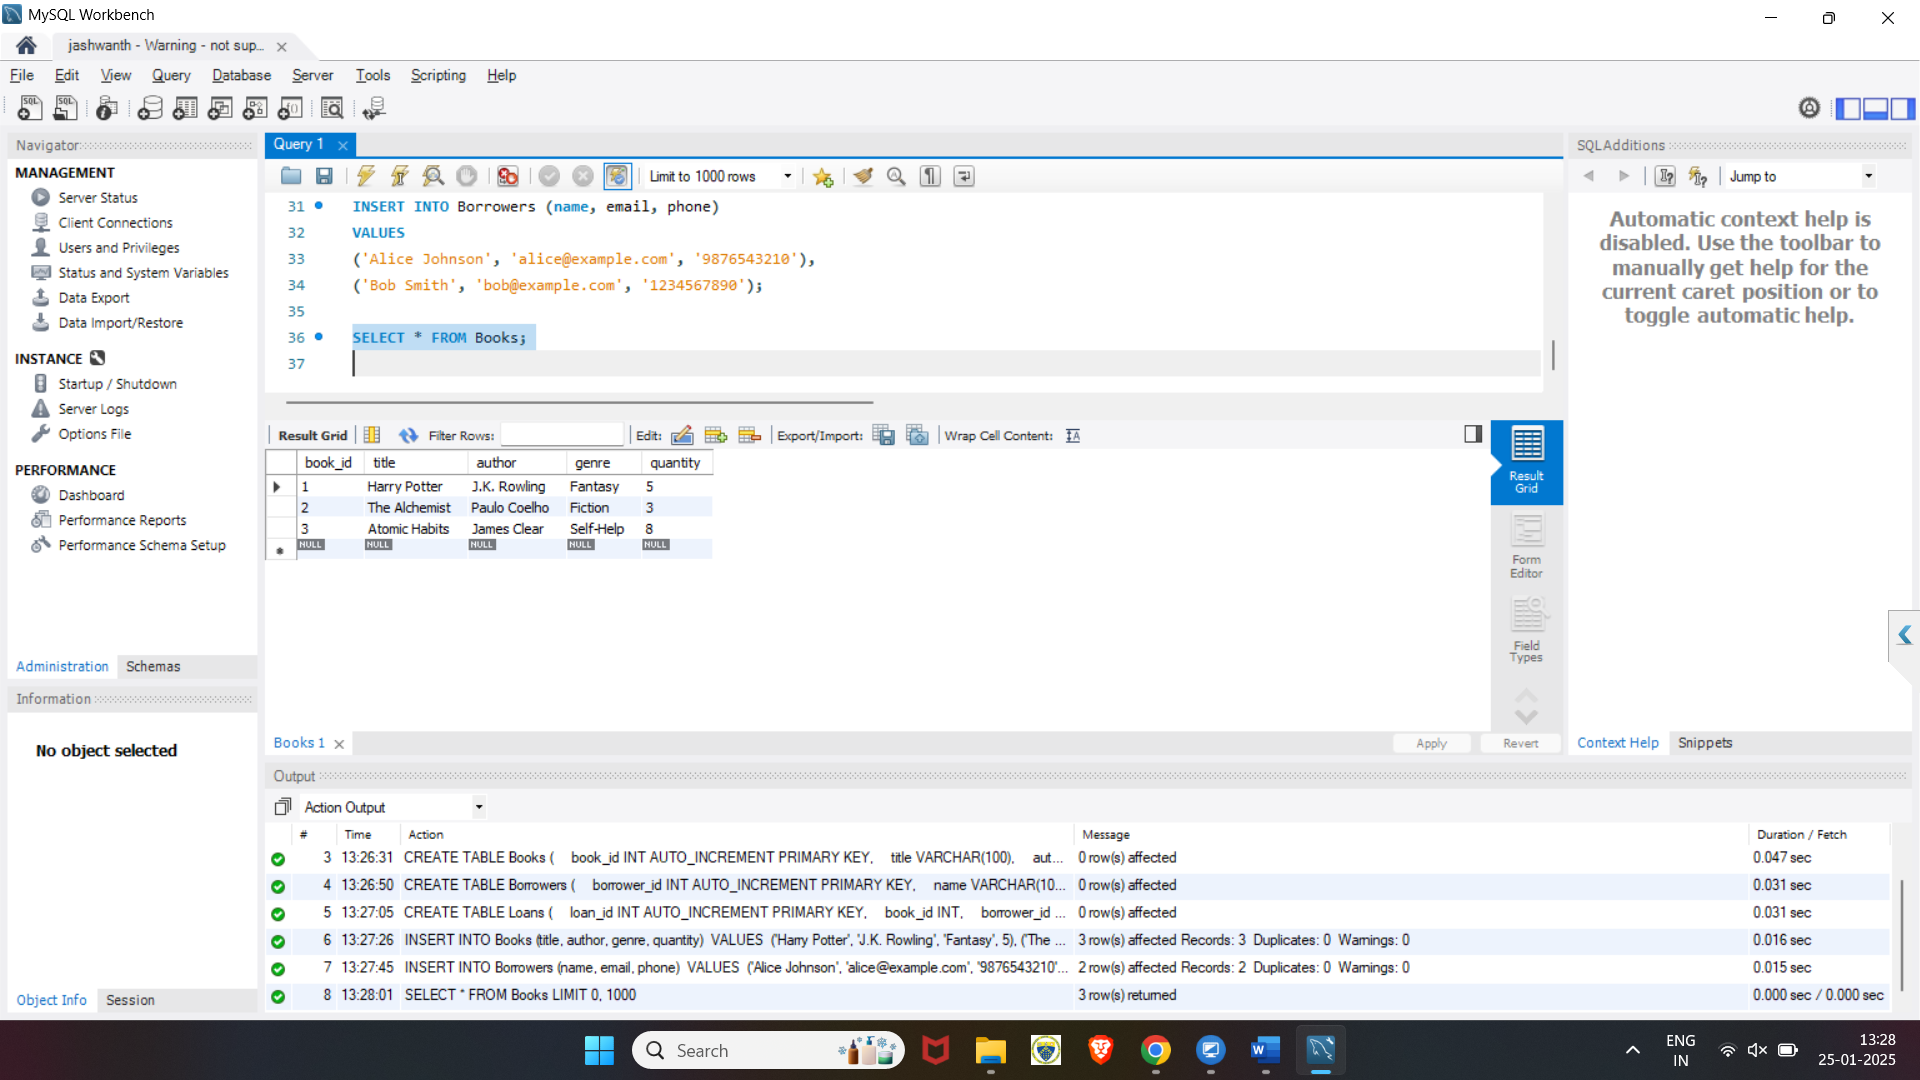 MySQL Workbench
jashwanth - Warning - not sup...
File Edit View Query Database Server Tools Scripting Help
Navigator
MANAGEMENT
Server Status
Client Connections
Users and Privileges
Status and System Variables
Data Export
Data Import/Restore
INSTANCE
Startup / Shutdown
Server Logs
Options File
PERFORMANCE
Dashboard
Performance Reports
Performance Schema Setup
Administration Schemas
Information
No object selected
Object Info Session
Query 1
Limit to 1000 rows
31 INSERT INTO Borrowers (name, email, phone)
32 VALUES
33 ('Alice Johnson', 'alice@example.com', '9876543210'),
34 ('Bob Smith', 'bob@example.com', '1234567890');
35
36 SELECT * FROM Books;
37
Result Grid Filter Rows: Edit: Export/Import: Wrap Cell Content:
book_id title author genre quantity
1 Harry Potter J.K. Rowling Fantasy 5
2 The Alchemist Paulo Coelho Fiction 3
3 Atomic Habits James Clear Self-Help 8
NULL NULL NULL NULL NULL
Result
Grid
Form
Editor
Field
Types
Books 1 Apply Revert
SQLAdditions
Jump to
Automatic context help is
disabled. Use the toolbar to
manually get help for the
current caret position or to
toggle automatic help.
Context Help Snippets
Output
Action Output
# Time Action Message Duration / Fetch
3 13:26:31 CREATE TABLE Books ( book_id INT AUTO_INCREMENT PRIMARY KEY, title VARCHAR(100), aut... 0 row(s) affected 0.047 sec
4 13:26:50 CREATE TABLE Borrowers ( borrower_id INT AUTO_INCREMENT PRIMARY KEY, name VARCHAR(10... 0 row(s) affected 0.031 sec
5 13:27:05 CREATE TABLE Loans ( loan_id INT AUTO_INCREMENT PRIMARY KEY, book_id INT, borrower_id ... 0 row(s) affected 0.031 sec
6 13:27:26 INSERT INTO Books (title, author, genre, quantity) VALUES ('Harry Potter', 'J.K. Rowling', 'Fantasy', 5), ('The ... 3 row(s) affected Records: 3 Duplicates: 0 Warnings: 0 0.016 sec
7 13:27:45 INSERT INTO Borrowers (name, email, phone) VALUES ('Alice Johnson', 'alice@example.com', '9876543210'... 2 row(s) affected Records: 2 Duplicates: 0 Warnings: 0 0.015 sec
8 13:28:01 SELECT * FROM Books LIMIT 0, 1000 3 row(s) returned 0.000 sec / 0.000 sec
Search
ENG
IN
13:28
25-01-2025